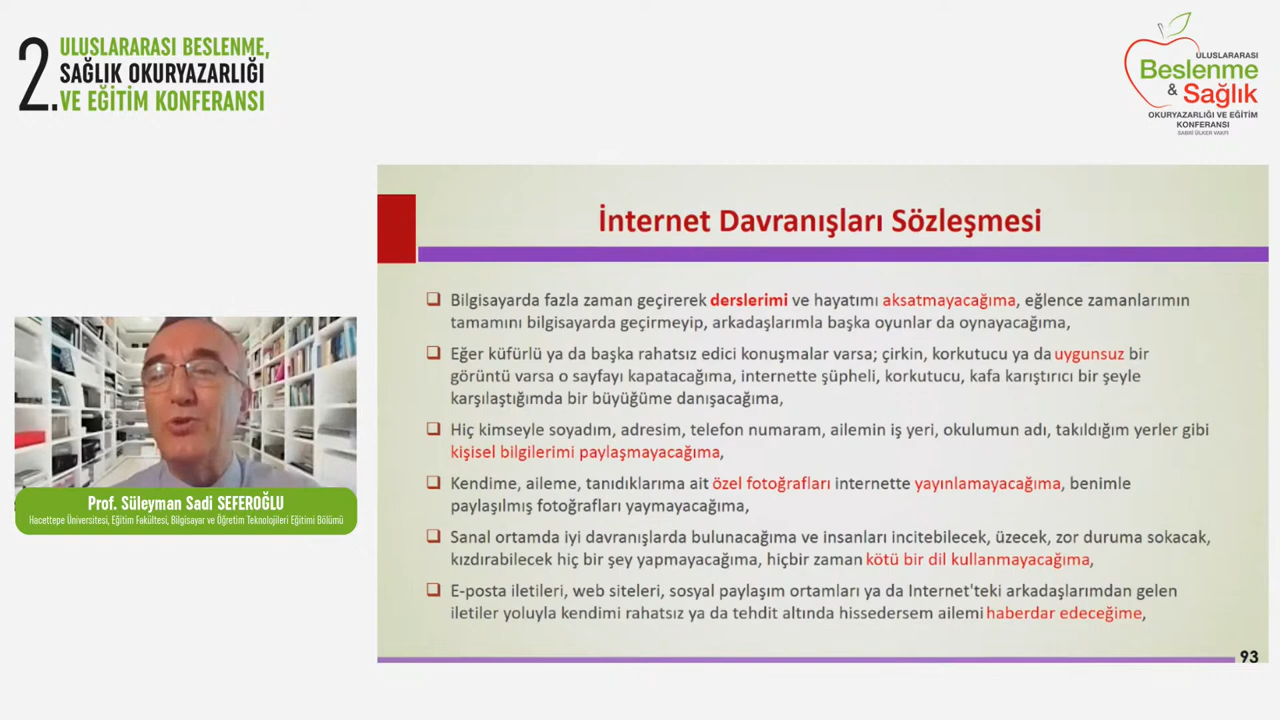 2.
ULUSLARARASI BESLENME,
SAĞLIK OKURYAZARLIĞI
VE EĞİTİM KONFERANSI
ULUSLARARASI
Beslenme
& Sağlık
OKURYAZARLIĞI VE EĞİTİM
KONFERANSI
SABRİ ÜLKER VAKFI
İnternet Davranışları Sözleşmesi
Bilgisayarda fazla zaman geçirerek derslerimi ve hayatımı aksatmayacağıma, eğlence zamanlarımın
tamamını bilgisayarda geçirmeyip, arkadaşlarımla başka oyunlar da oynayacağıma,
Eğer küfürlü ya da başka rahatsız edici konuşmalar varsa; çirkin, korkutucu ya da uygunsuz bir
görüntü varsa o sayfayı kapatacağıma, internette şüpheli, korkutucu, kafa karıştırıcı bir şeyle
karşılaştığımda bir büyüğüme danışacağıma,
Hiç kimseyle soyadım, adresim, telefon numaram, ailemin iş yeri, okulumun adı, takıldığım yerler gibi
kişisel bilgilerimi paylaşmayacağıma,
Kendime, aileme, tanıdıklarıma ait özel fotoğrafları internette yayınlamayacağıma, benimle
paylaşılmış fotoğrafları yaymayacağıma,
Sanal ortamda iyi davranışlarda bulunacağıma ve insanları incitebilecek, üzecek, zor duruma sokacak,
kızdırabilecek hiç bir şey yapmayacağıma, hiçbir zaman kötü bir dil kullanmayacağıma,
E-posta iletileri, web siteleri, sosyal paylaşım ortamları ya da Internet'teki arkadaşlarımdan gelen
iletiler yoluyla kendimi rahatsız ya da tehdit altında hissedersem ailemi haberdar edeceğime,
93
Prof. Süleyman Sadi SEFEROĞLU
Hacettepe Üniversitesi, Eğitim Fakültesi, Bilgisayar ve Öğretim Teknolojileri Eğitimi Bölümü